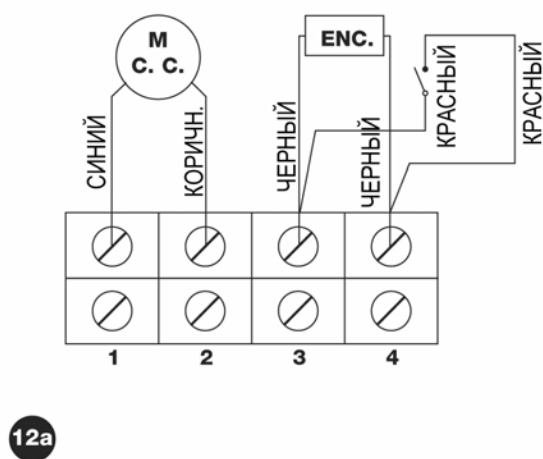 M
C. C.
ENC.
СИНИЙ
КОРИЧН.
ЧЕРНЫЙ
ЧЕРНЫЙ
КРАСНЫЙ
КРАСНЫЙ
1 2 3 4
12a